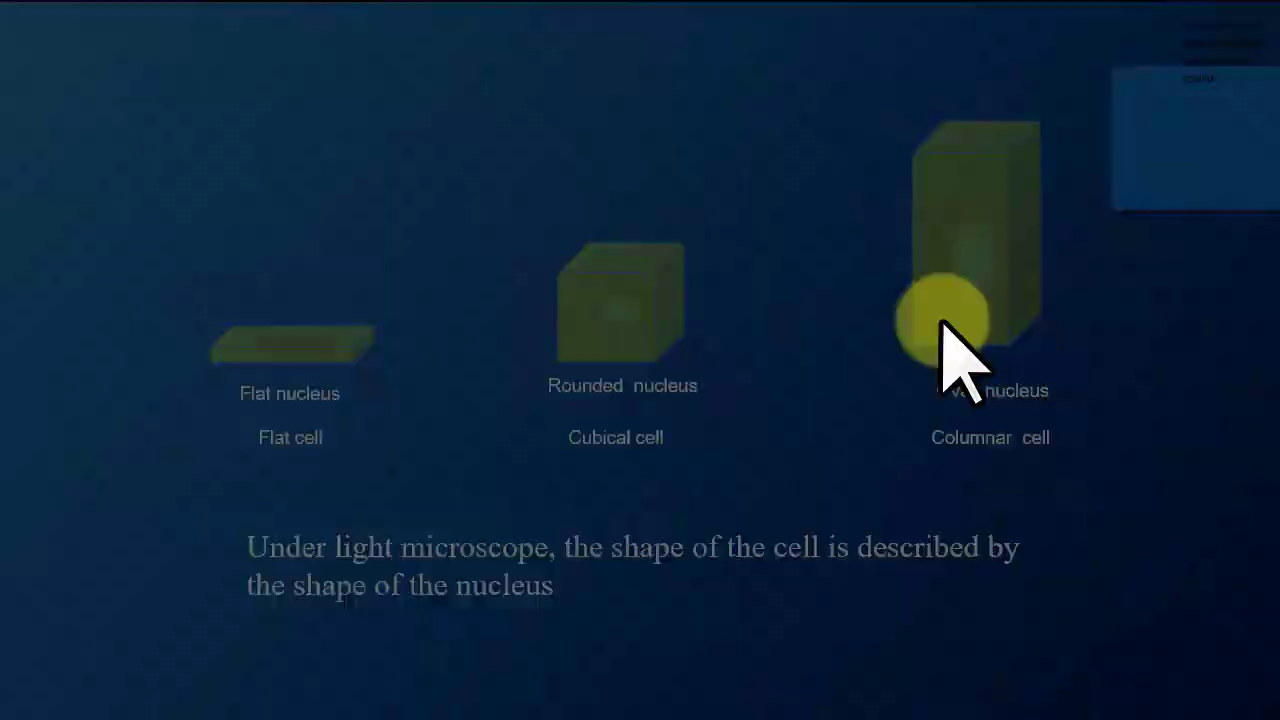 Flat nucleus
Rounded nucleus
nucleus
Flat cell
Cubical cell
Columnar cell
Under light microscope, the shape of the cell is described by
the shape of the nucleus